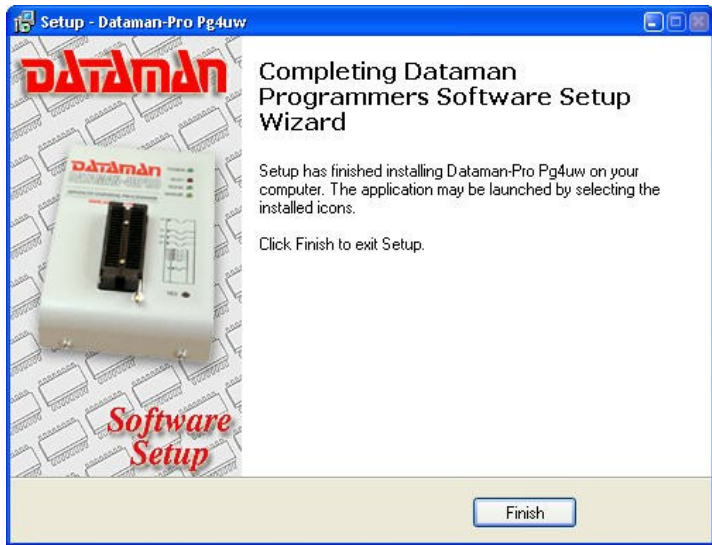 Setup - Dataman-Pro Pg4uw
DATAMAN
Completing Dataman
Programmers Software Setup
Wizard
Setup has finished installing Dataman-Pro Pg4uw on your
computer. The application may be launched by selecting the
installed icons.
Click Finish to exit Setup.
DATAMAN
Software
Setup
Finish